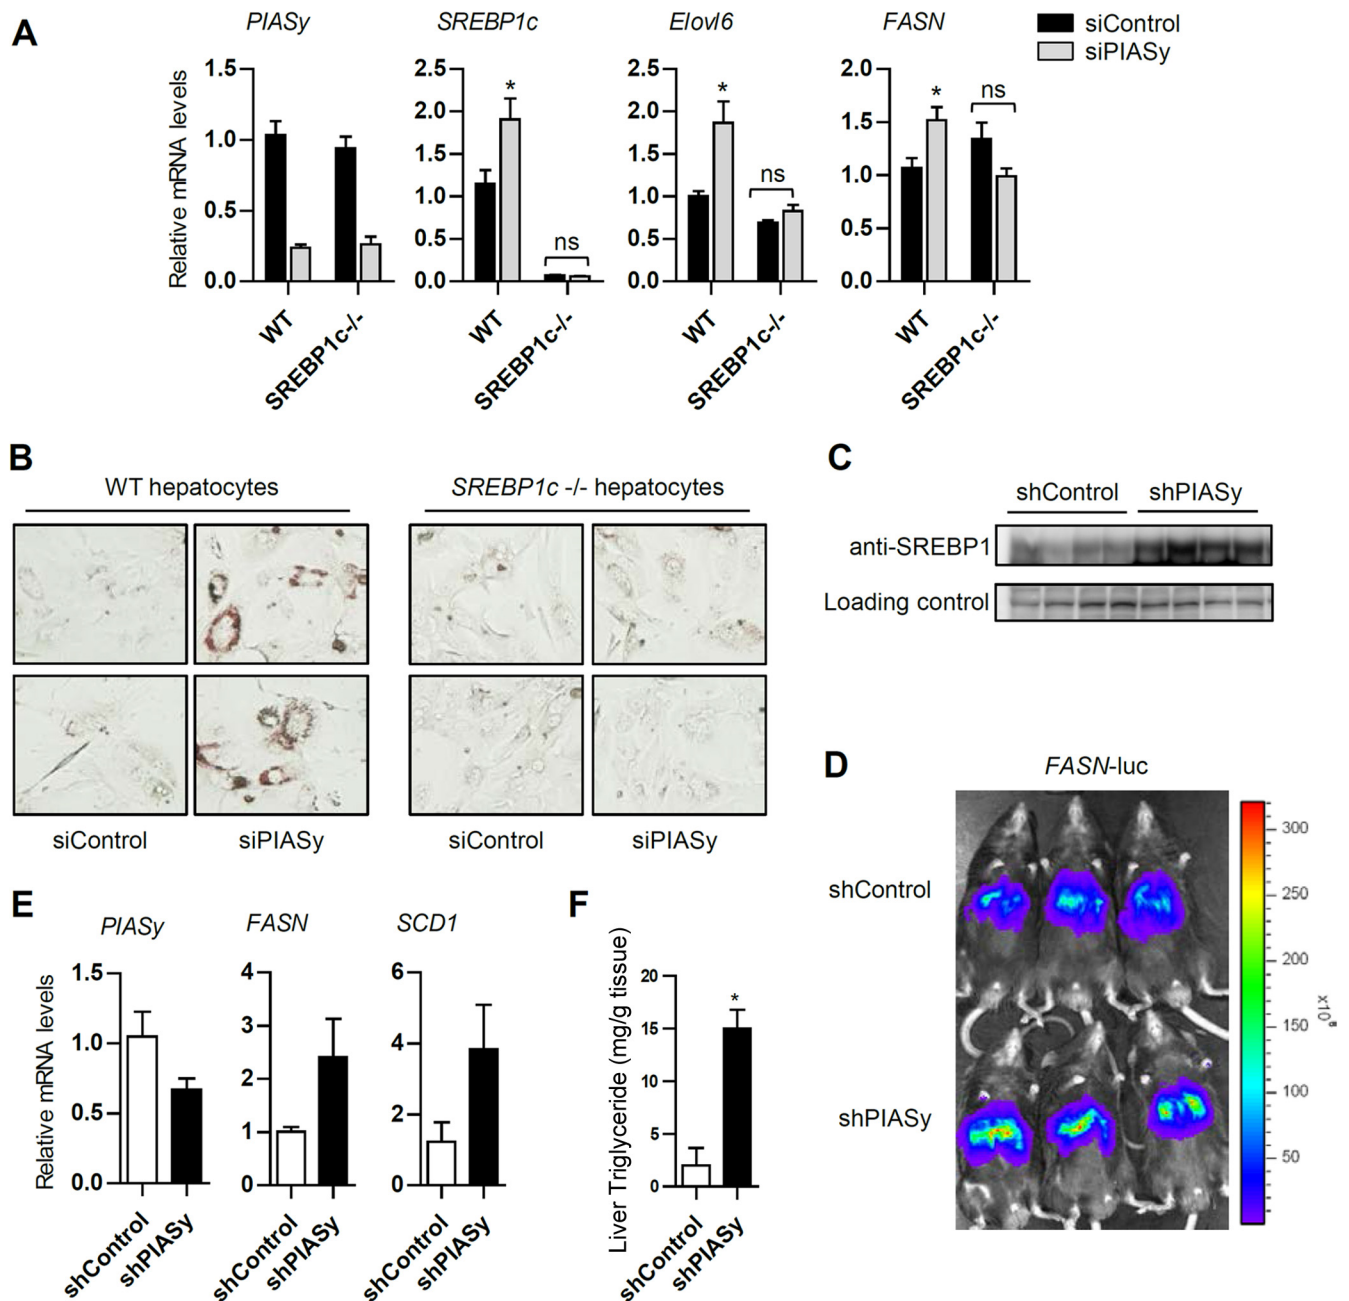 A
PIASy
SREBP1c
Elovl6
FASN
siControl
siPIASy
Relative mRNA levels
1.5
1.0
0.5
0.0
WT
SREBP1c-/-
2.5
2.0
1.5
1.0
0.5
0.0
*
ns
WT
SREBP1c-/-
2.5
2.0
1.5
1.0
0.5
0.0
*
ns
WT
SREBP1c-/-
2.0
1.5
1.0
0.5
0.0
*
ns
WT
SREBP1c-/-
B
WT hepatocytes
SREBP1c -/- hepatocytes
siControl
siPIASy
siControl
siPIASy
C
shControl
shPIASy
anti-SREBP1
Loading control
D
FASN-luc
shControl
shPIASy
300
250
200
150
100
50
E
PIASy
FASN
SCD1
Relative mRNA levels
1.5
1.0
0.5
0.0
shControl
shPIASy
4
3
2
1
0
shControl
shPIASy
6
4
2
0
shControl
shPIASy
F
Liver Triglyceride (mg/g tissue)
20
15
10
5
0
*
shControl
shPIASy